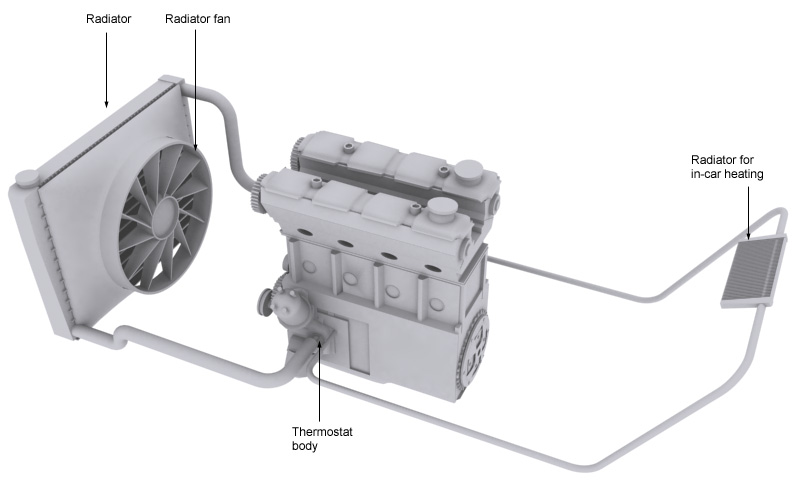 Radiator
Radiator fan
Radiator for
in-car heating
Thermostat
body